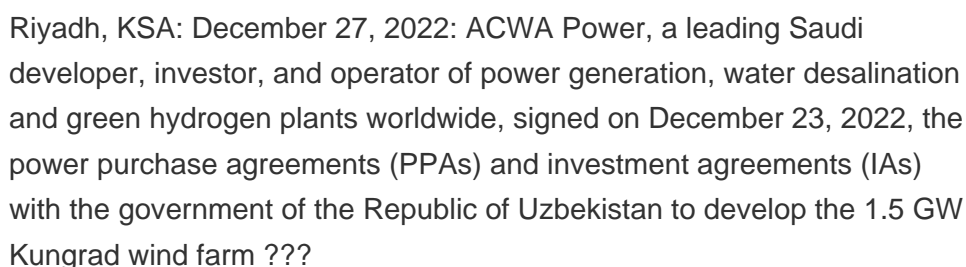 Riyadh, KSA: December 27, 2022: ACWA Power, a leading Saudi
developer, investor, and operator of power generation, water desalination
and green hydrogen plants worldwide, signed on December 23, 2022, the
power purchase agreements (PPAs) and investment agreements (IAs)
with the government of the Republic of Uzbekistan to develop the 1.5 GW
Kungrad wind farm ???